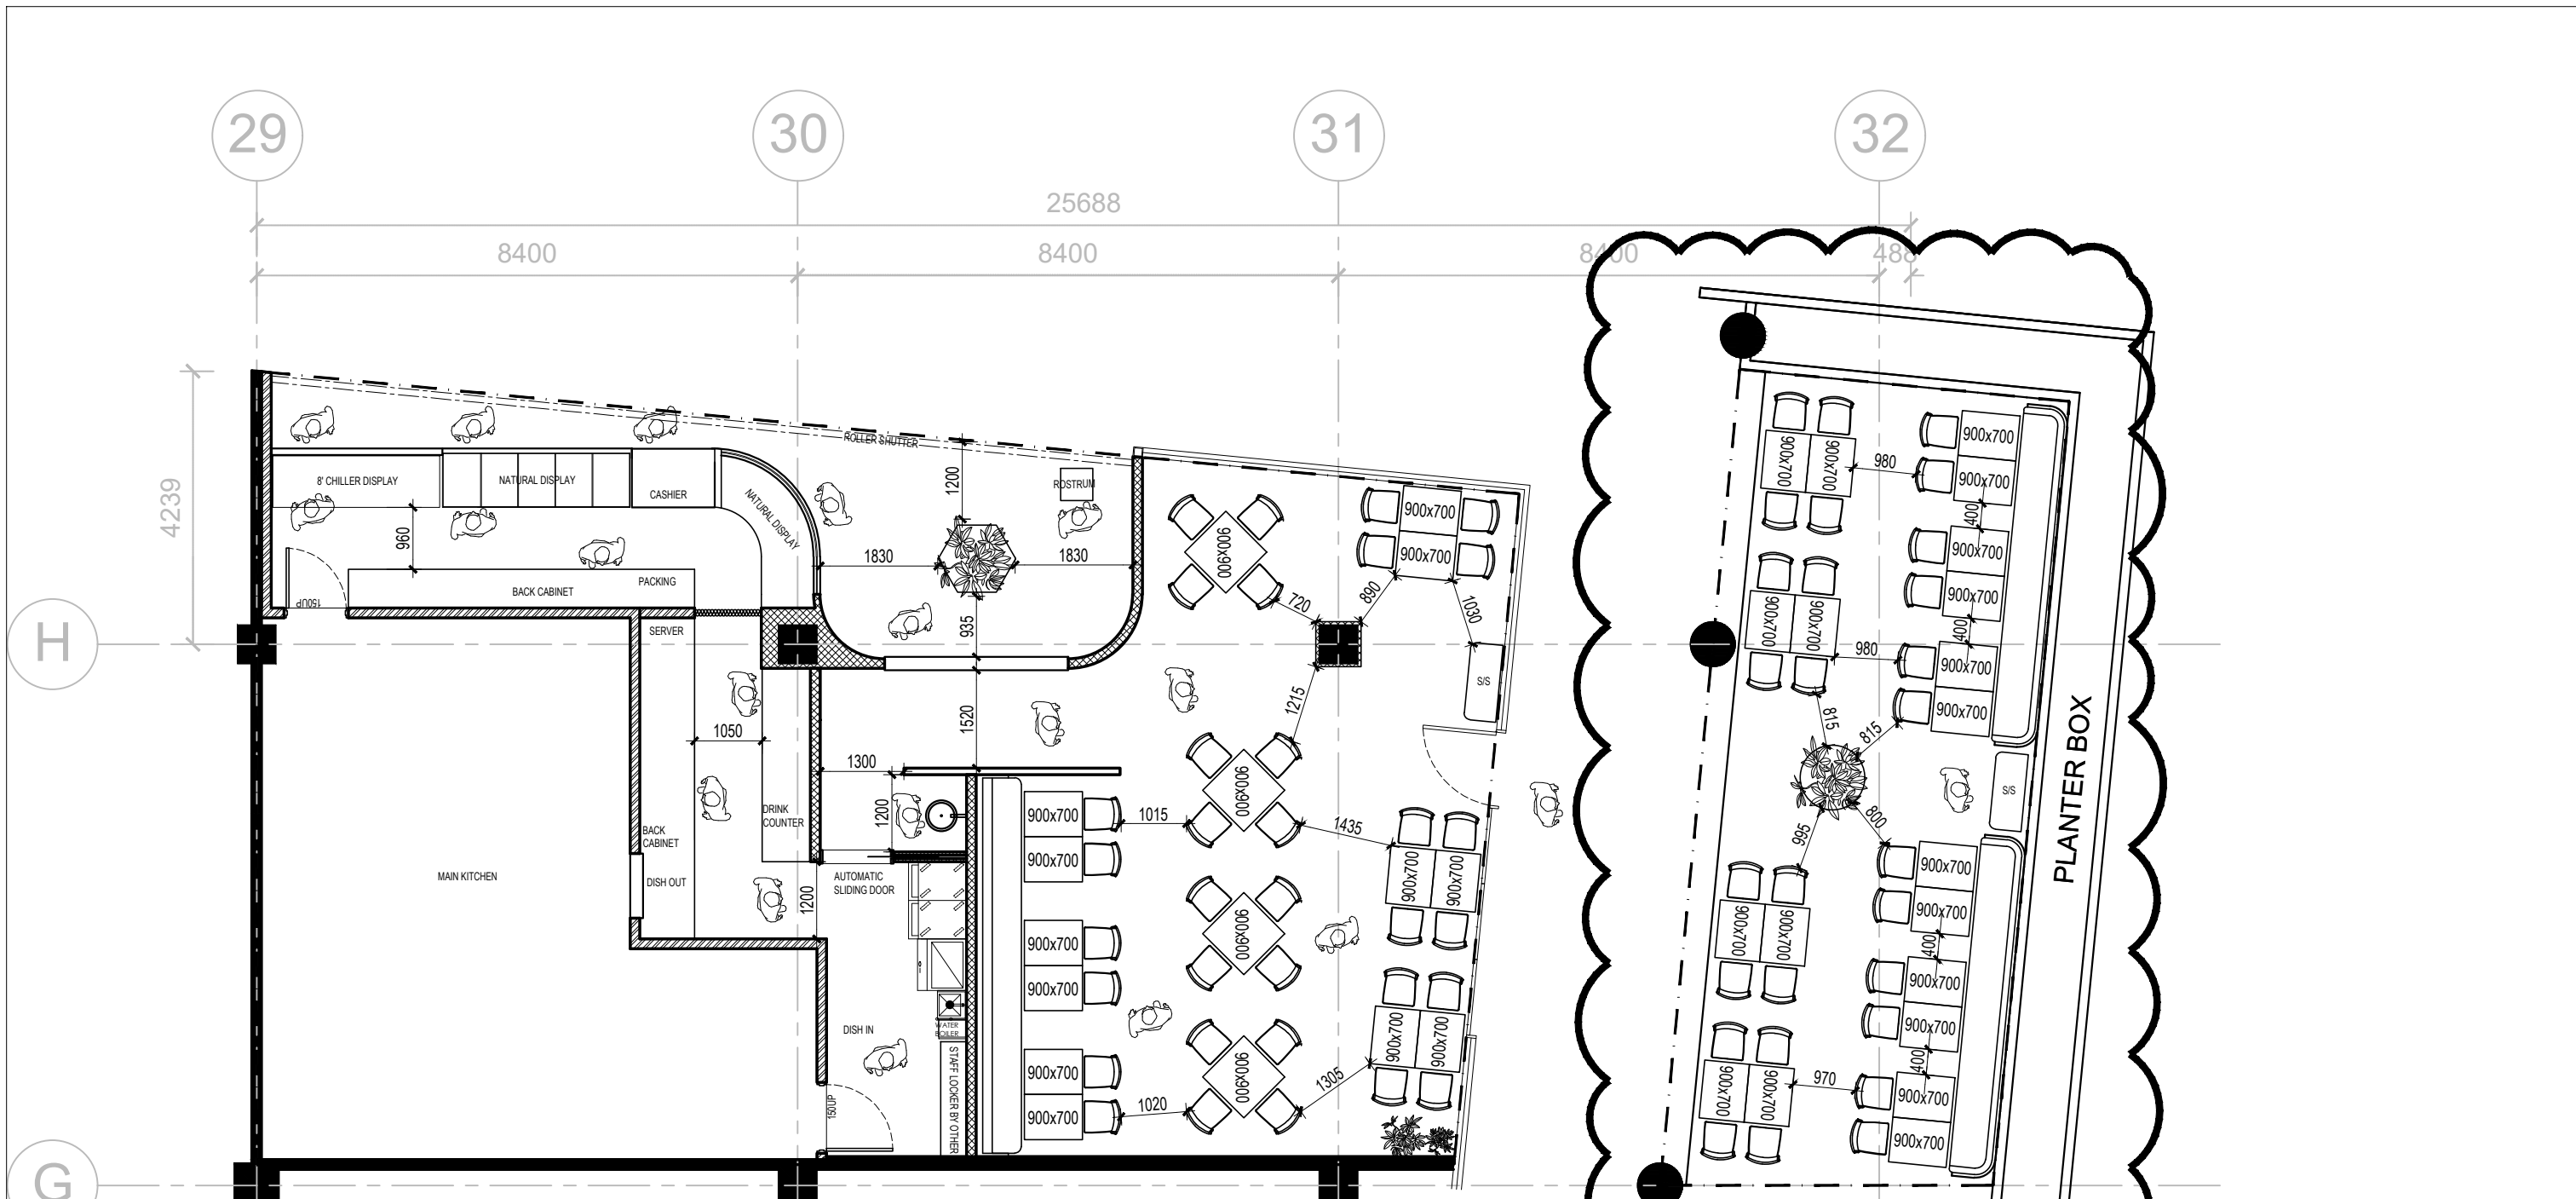 29
30
31
32
25688
8400
8400
8400
488
4239
H
G
ROLLER SHUTTER
8' CHILLER DISPLAY
NATURAL DISPLAY
CASHIER
NATURAL DISPLAY
ROSTRUM
1200
960
1830
1830
PACKING
BACK CABINET
150UP
SERVER
935
1520
1050
1300
1200
DRINK
COUNTER
BACK
CABINET
DISH OUT
MAIN KITCHEN
1200
AUTOMATIC
SLIDING DOOR
DISH IN
WATER
BOILER
STAFF LOCKER BY OTHER
150UP
900x900
900x700
900x700
720
890
1030
S/S
1215
900x900
900x700
900x700
1015
1435
900x700
900x700
900x700
900x700
900x900
900x700
900x700
900x700
900x700
900x900
1020
1305
900x700
900x700
980
900x700
900x700
400
900x700
900x700
900x700
900x700
400
980
900x700
900x700
815
815
S/S
PLANTER BOX
995
800
900x700
900x700
900x700
900x700
400
900x700
900x700
400
900x700
900x700
970
900x700
900x700